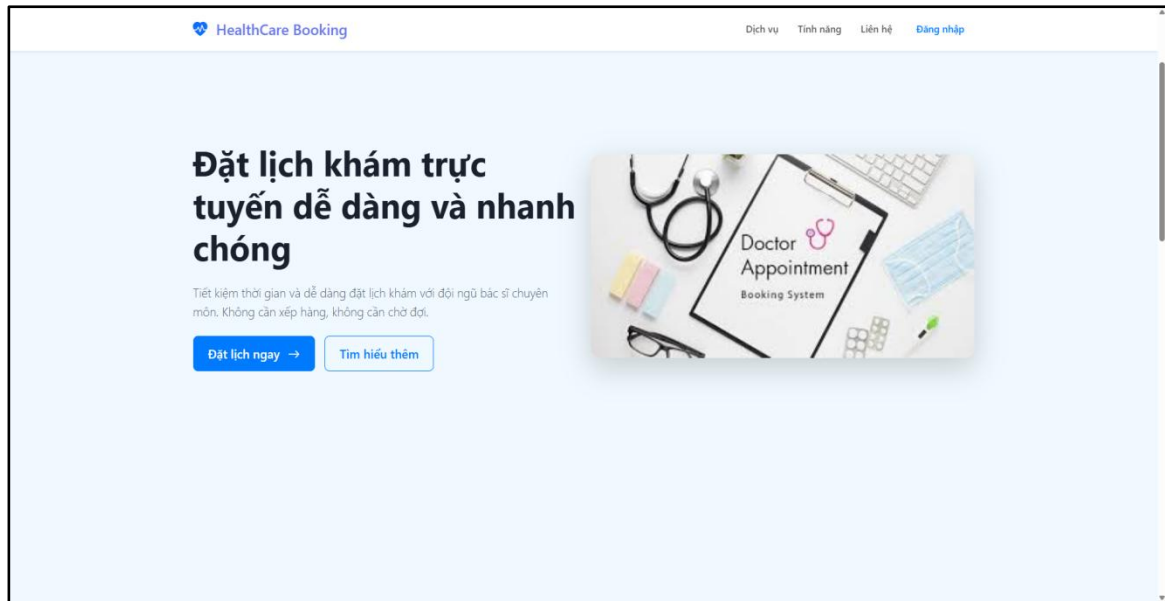 HealthCare Booking
Dịch vụ Tính năng Liên hệ Đăng nhập
Đặt lịch khám trực
tuyến dễ dàng và nhanh
chóng
Tiết kiệm thời gian và dễ dàng đặt lịch khám với đội ngũ bác sĩ chuyên
môn. Không cần xếp hàng, không cần chờ đợi.
Đặt lịch ngay →
Tìm hiểu thêm
Doctor
Appointment
Booking System